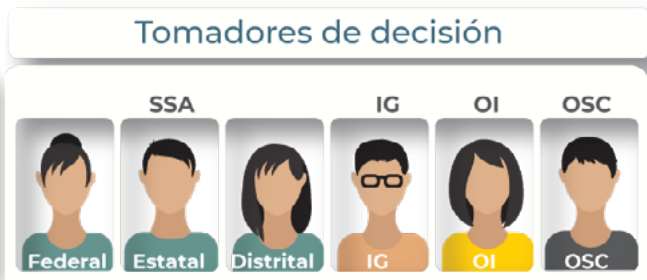 Tomadores de decisión
SSA IG OI OSC
Federal Estatal Distrital IG OI OSC